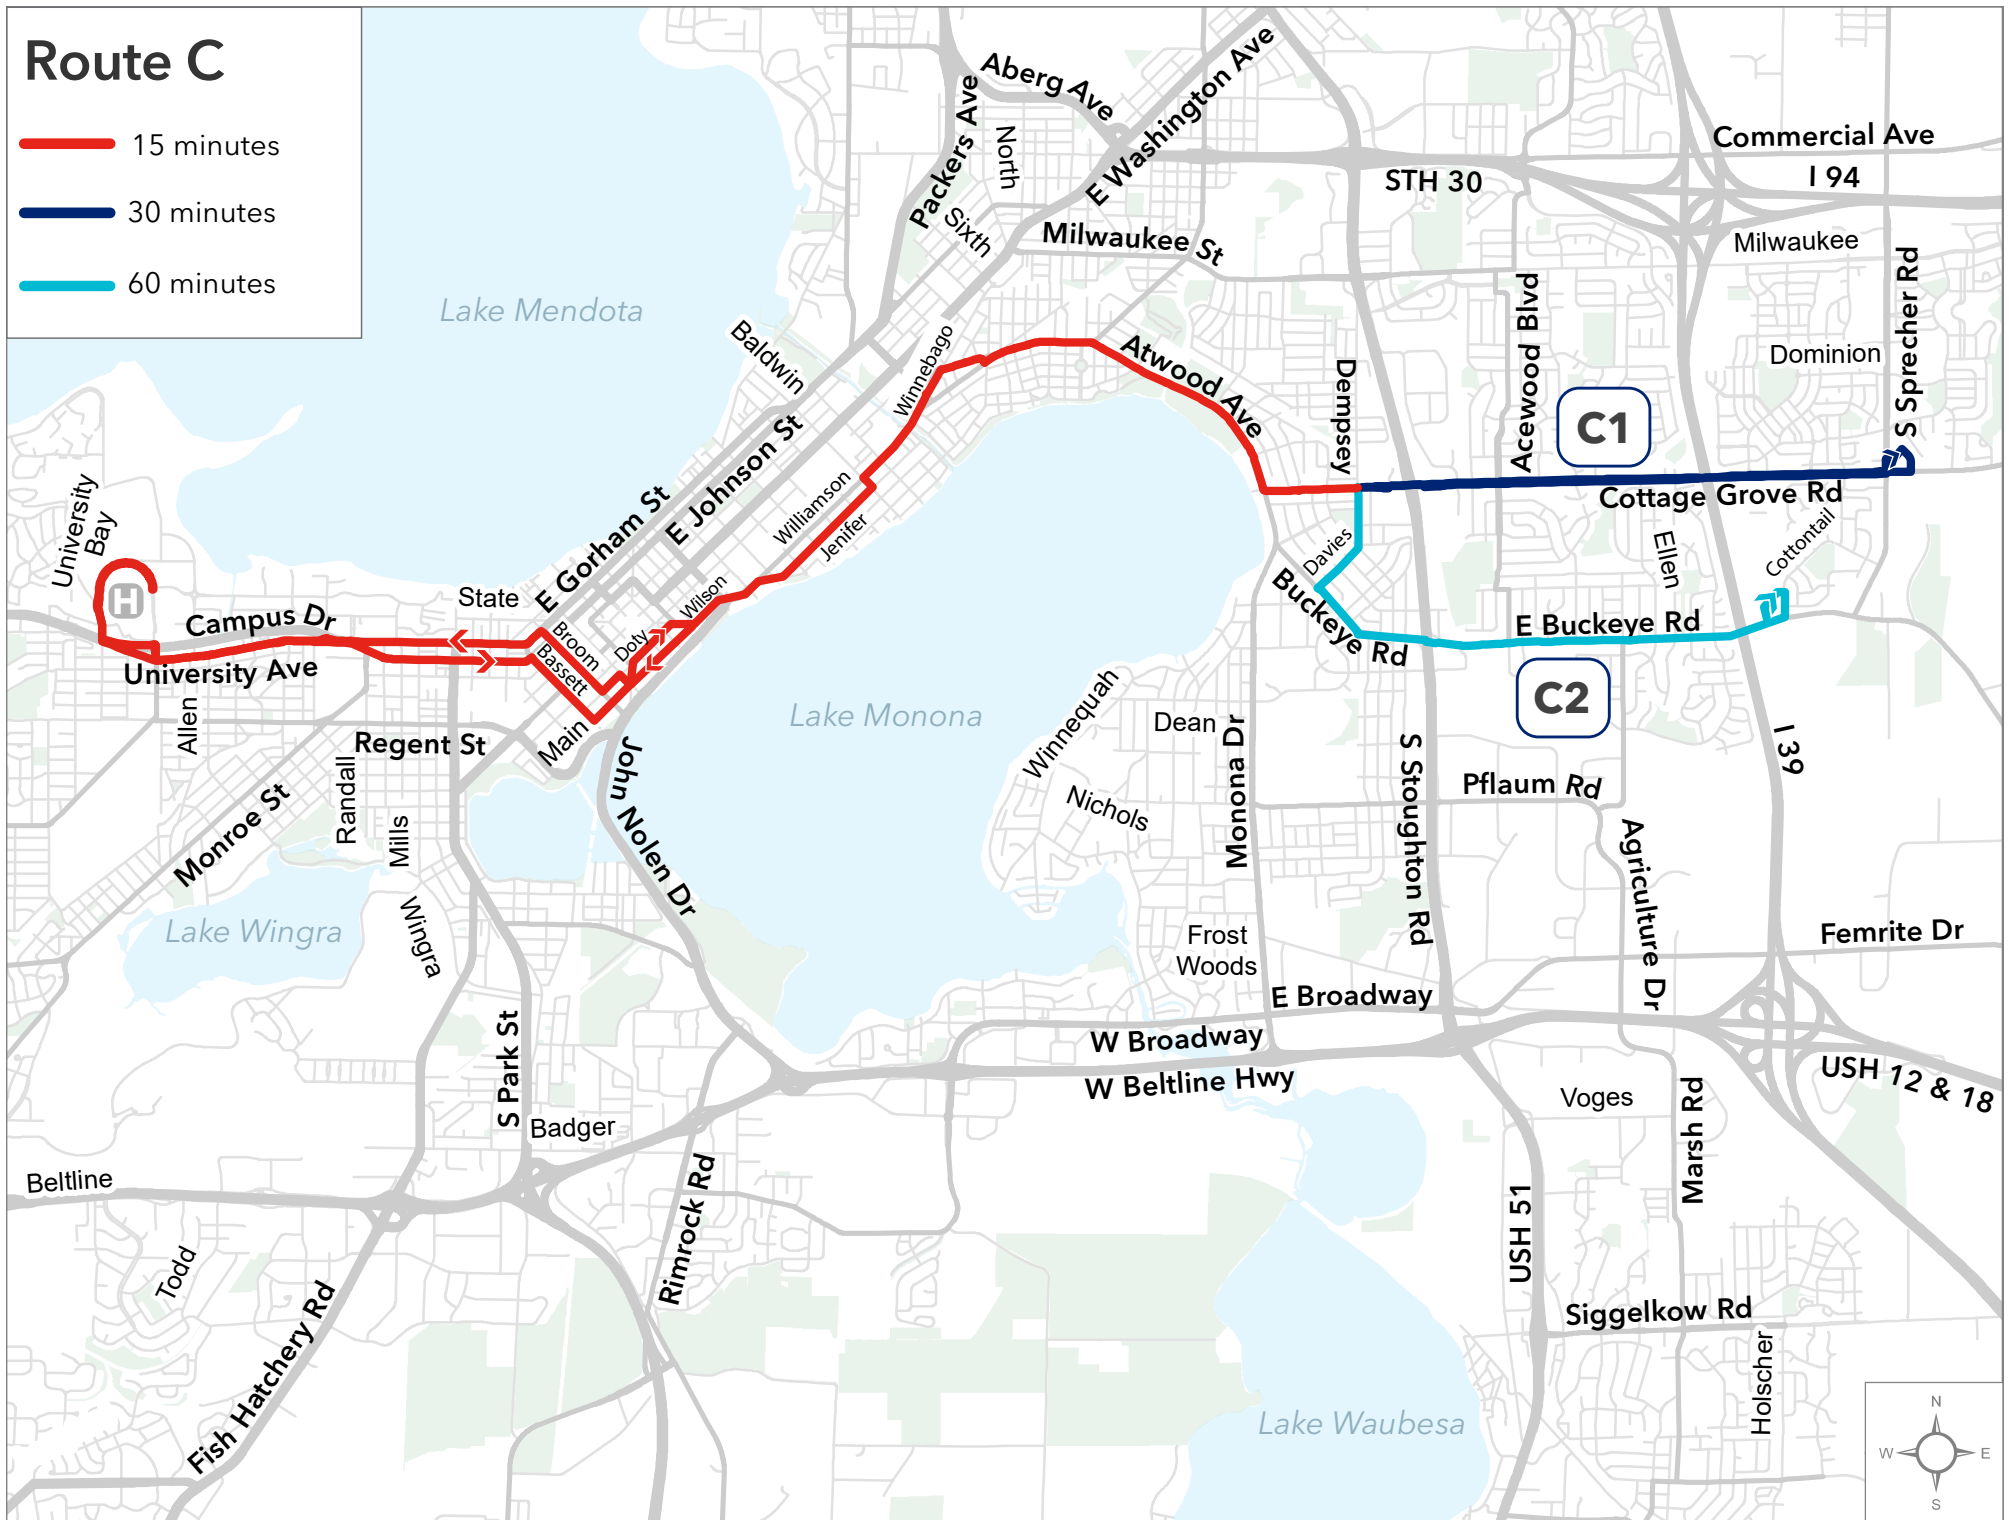 Route C
15 minutes
30 minutes
60 minutes
Aberg Ave
Packers Ave
North
Sixth
E Washington Ave
Commercial Ave
STH 30
I 94
Milwaukee St
Milwaukee
S Sprecher Rd
Lake Mendota
Baldwin
Winnebago
Atwood Ave
Dempsey
Acewood Blvd
Dominion
C1
Cottage Grove Rd
E Johnson St
E Gorham St
Williamson
Jenifer
University
Bay
H
State
Campus Dr
University Ave
Broom
Bassett
Doty
Wilson
Davies
Buckeye Rd
Ellen
Cottontail
E Buckeye Rd
C2
Allen
Regent St
Main
John Nolen Dr
Lake Monona
Winnequah
Dean
Monona Dr
S Stoughton Rd
Pflaum Rd
I 39
Monroe St
Randall
Mills
Nichols
Agriculture Dr
Lake Wingra
Wingra
Frost
Woods
Femrite Dr
E Broadway
W Broadway
W Beltline Hwy
USH 12 & 18
S Park St
Badger
Voges
Marsh Rd
Beltline
Rimrock Rd
USH 51
Todd
Fish Hatchery Rd
Siggelkow Rd
Holscher
Lake Waubesa
N
W E
S